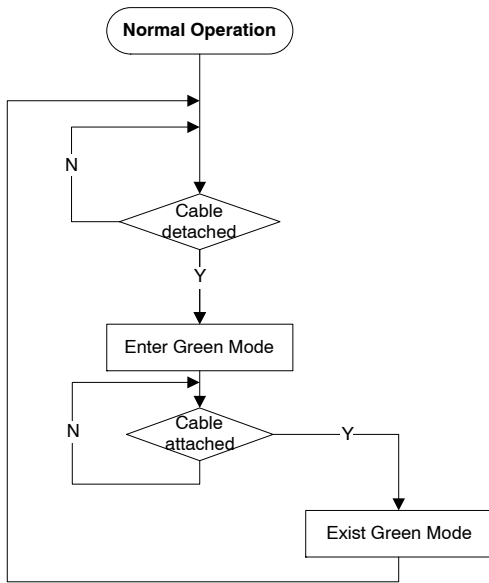 Normal Operation
N
Cable
detached
Y
Enter Green Mode
N
Cable
attached
Y
Exist Green Mode